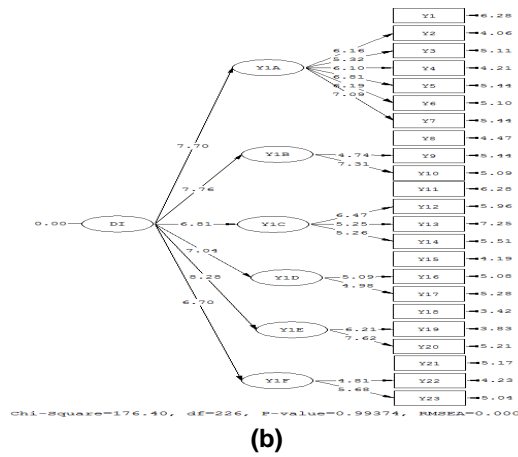 Y1 6.28
Y2 4.06
6.16
Y3 5.11
5.32
Y1A 6.10 Y4 4.21
6.81
Y5 5.44
6.19
Y6 5.10
7.09
Y7 5.44
Y8 4.47
7.70
Y1B 4.74 Y9 5.44
7.31
Y10 5.09
7.76
Y11 6.28
6.47
Y12 5.96
0.00 DI 6.81 Y1C 5.25 Y13 7.25
5.26
Y14 5.51
7.04
Y15 4.19
Y1D 5.09 Y16 5.08
4.98
8.28
Y17 5.28
6.70
Y18 3.42
Y1E 6.21 Y19 3.83
7.62
Y20 5.21
Y21 5.17
Y1F 4.81 Y22 4.23
5.68
Y23 5.04
Chi-Square=176.40, df=226, P-value=0.99374, RMSEA=0.000
(b)